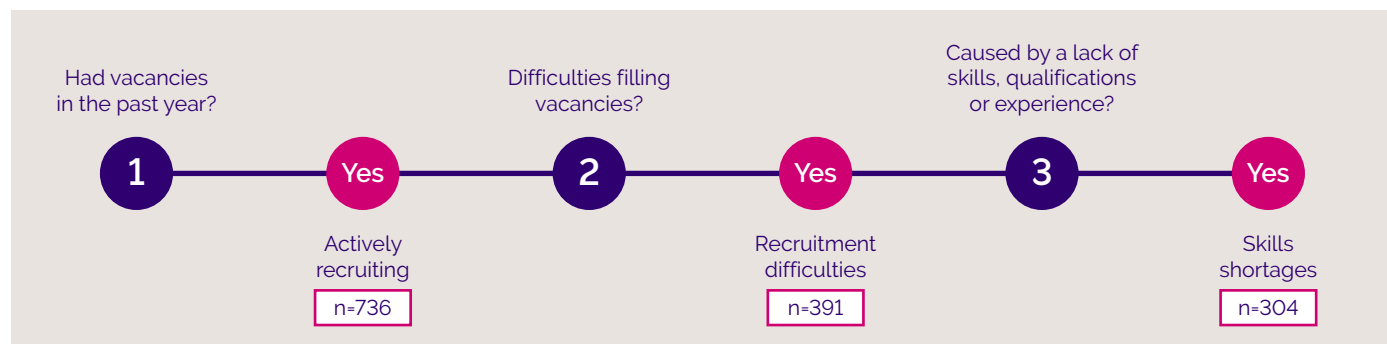 Had vacancies
in the past year?
1
Yes
Actively
recruiting
n=736
Difficulties filling
vacancies?
2
Yes
Recruitment
difficulties
n=391
Caused by a lack of
skills, qualifications
or experience?
3
Yes
Skills
shortages
n=304